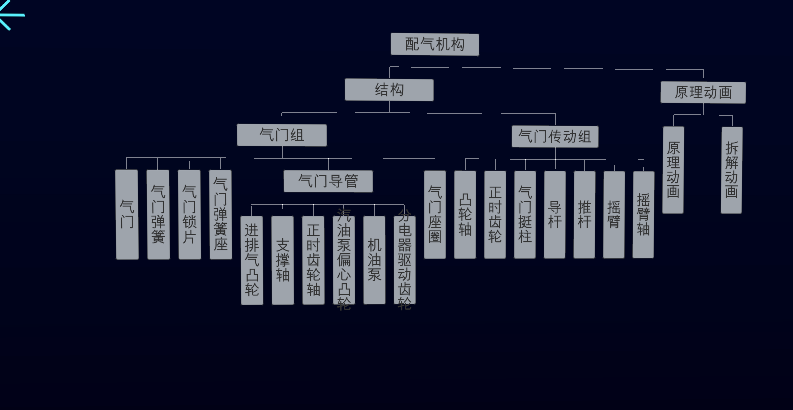 配气机构
结构
原理动画
气门组
气门传动组
原理动画
拆解动画
气门
气门弹簧
气门锁片
气门弹簧座
气门导管
气门座圈
凸轮轴
正时齿轮
气门挺柱
导杆
推杆
摇臂
摇臂轴
进排气凸轮
支撑轴
正时齿轮轴
汽油泵偏心凸轮
机油泵
分电器驱动齿轮